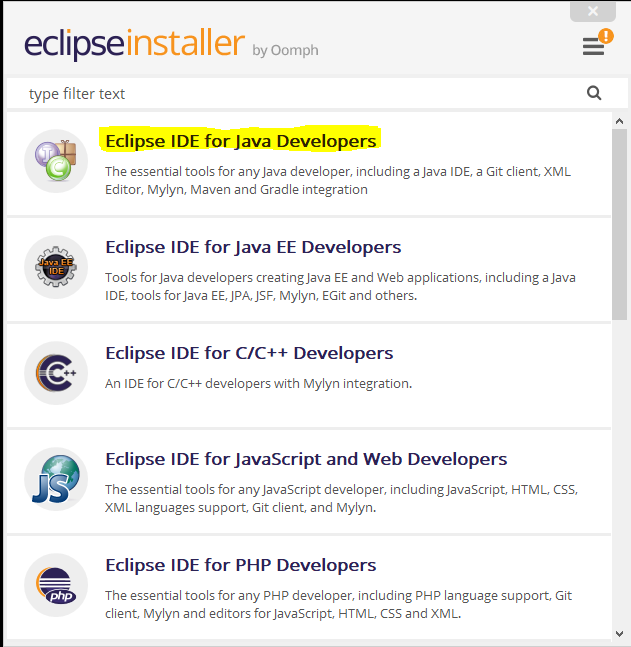 eclipseinstaller by Oomph
type filter text
Eclipse IDE for Java Developers
The essential tools for any Java developer, including a Java IDE, a Git client, XML
Editor, Mylyn, Maven and Gradle integration
Java EE
IDE
Eclipse IDE for Java EE Developers
Tools for Java developers creating Java EE and Web applications, including a Java
IDE, tools for Java EE, JPA, JSF, Mylyn, EGit and others.
C++
Eclipse IDE for C/C++ Developers
An IDE for C/C++ developers with Mylyn integration.
JS
Eclipse IDE for JavaScript and Web Developers
The essential tools for any JavaScript developer, including JavaScript, HTML, CSS,
XML languages support, Git client, and Mylyn.
php
Eclipse IDE for PHP Developers
The essential tools for any PHP developer, including PHP language support, Git
client, Mylyn and editors for JavaScript, HTML, CSS and XML.